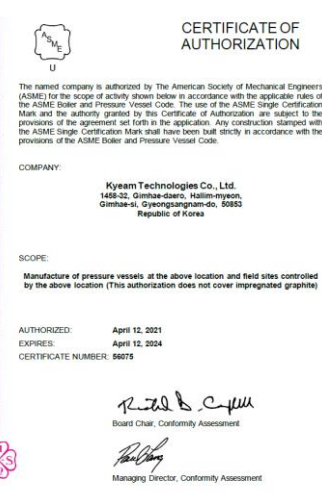 CERTIFICATE OF
AUTHORIZATION
ASME
U
The named company is authorized by The American Society of Mechanical Engineers
(ASME) for the scope of activity shown below in accordance with the applicable rules of
the ASME Boiler and Pressure Vessel Code. The use of the ASME Single Certification
Mark and the authority granted by this Certificate of Authorization are subject to the
provisions of the agreement set forth in the application. Any construction stamped with
the ASME Single Certification Mark shall have been built strictly in accordance with the
provisions of the ASME Boiler and Pressure Vessel Code.
COMPANY:
Kyeam Technologies Co., Ltd.
1458-32, Gimhae-daero, Hallim-myeon,
Gimhae-si, Gyeongsangnam-do, 50853
Republic of Korea
SCOPE:
Manufacture of pressure vessels at the above location and field sites controlled
by the above location (This authorization does not cover impregnated graphite)
AUTHORIZED: April 12, 2021
EXPIRES: April 12, 2024
CERTIFICATE NUMBER: 56075
Board Chair, Conformity Assessment
Managing Director, Conformity Assessment